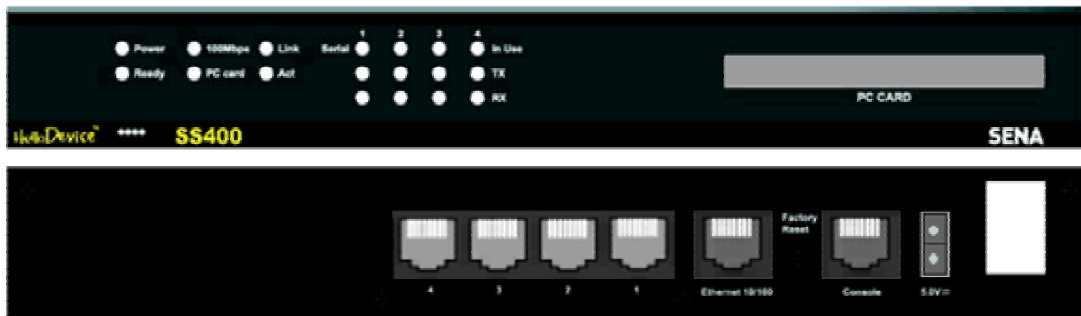 1 2 3 4
Power 100Mbps Link Serial In Use
Ready PC card Act TX
RX
PC CARD
HelloDevice™ **** SS400 SENA
Factory
Reset
4 3 2 1 Ethernet 10/100 Console 5.0V